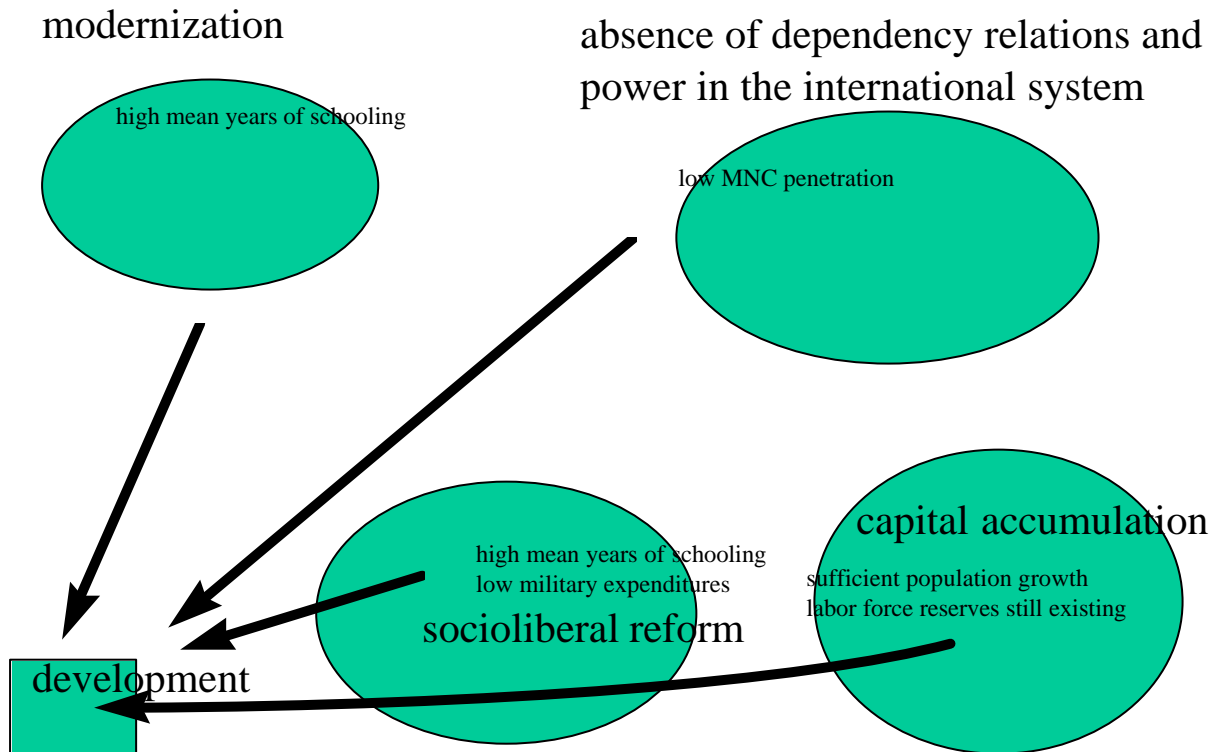 modernization
high mean years of schooling
absence of dependency relations and
power in the international system
low MNC penetration
high mean years of schooling
low military expenditures
socioliberal reform
capital accumulation
sufficient population growth
labor force reserves still existing
development